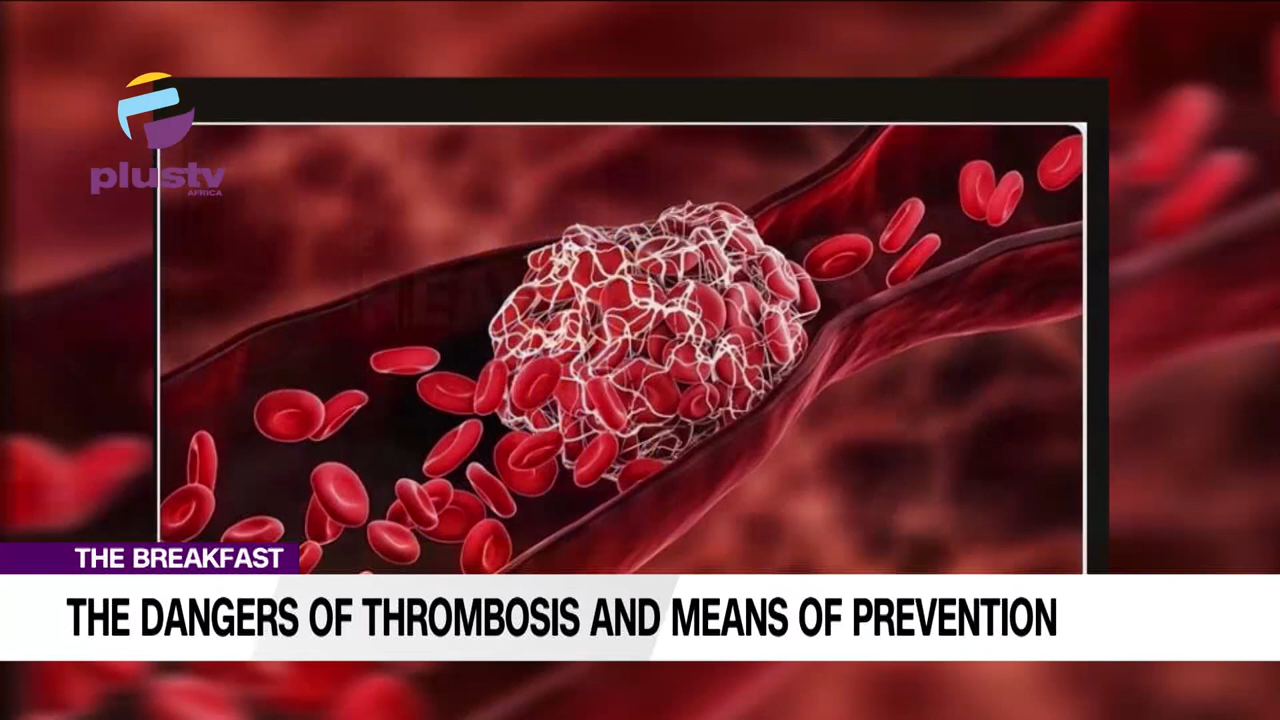 plustv
AFRICA
THE BREAKFAST
THE DANGERS OF THROMBOSIS AND MEANS OF PREVENTION